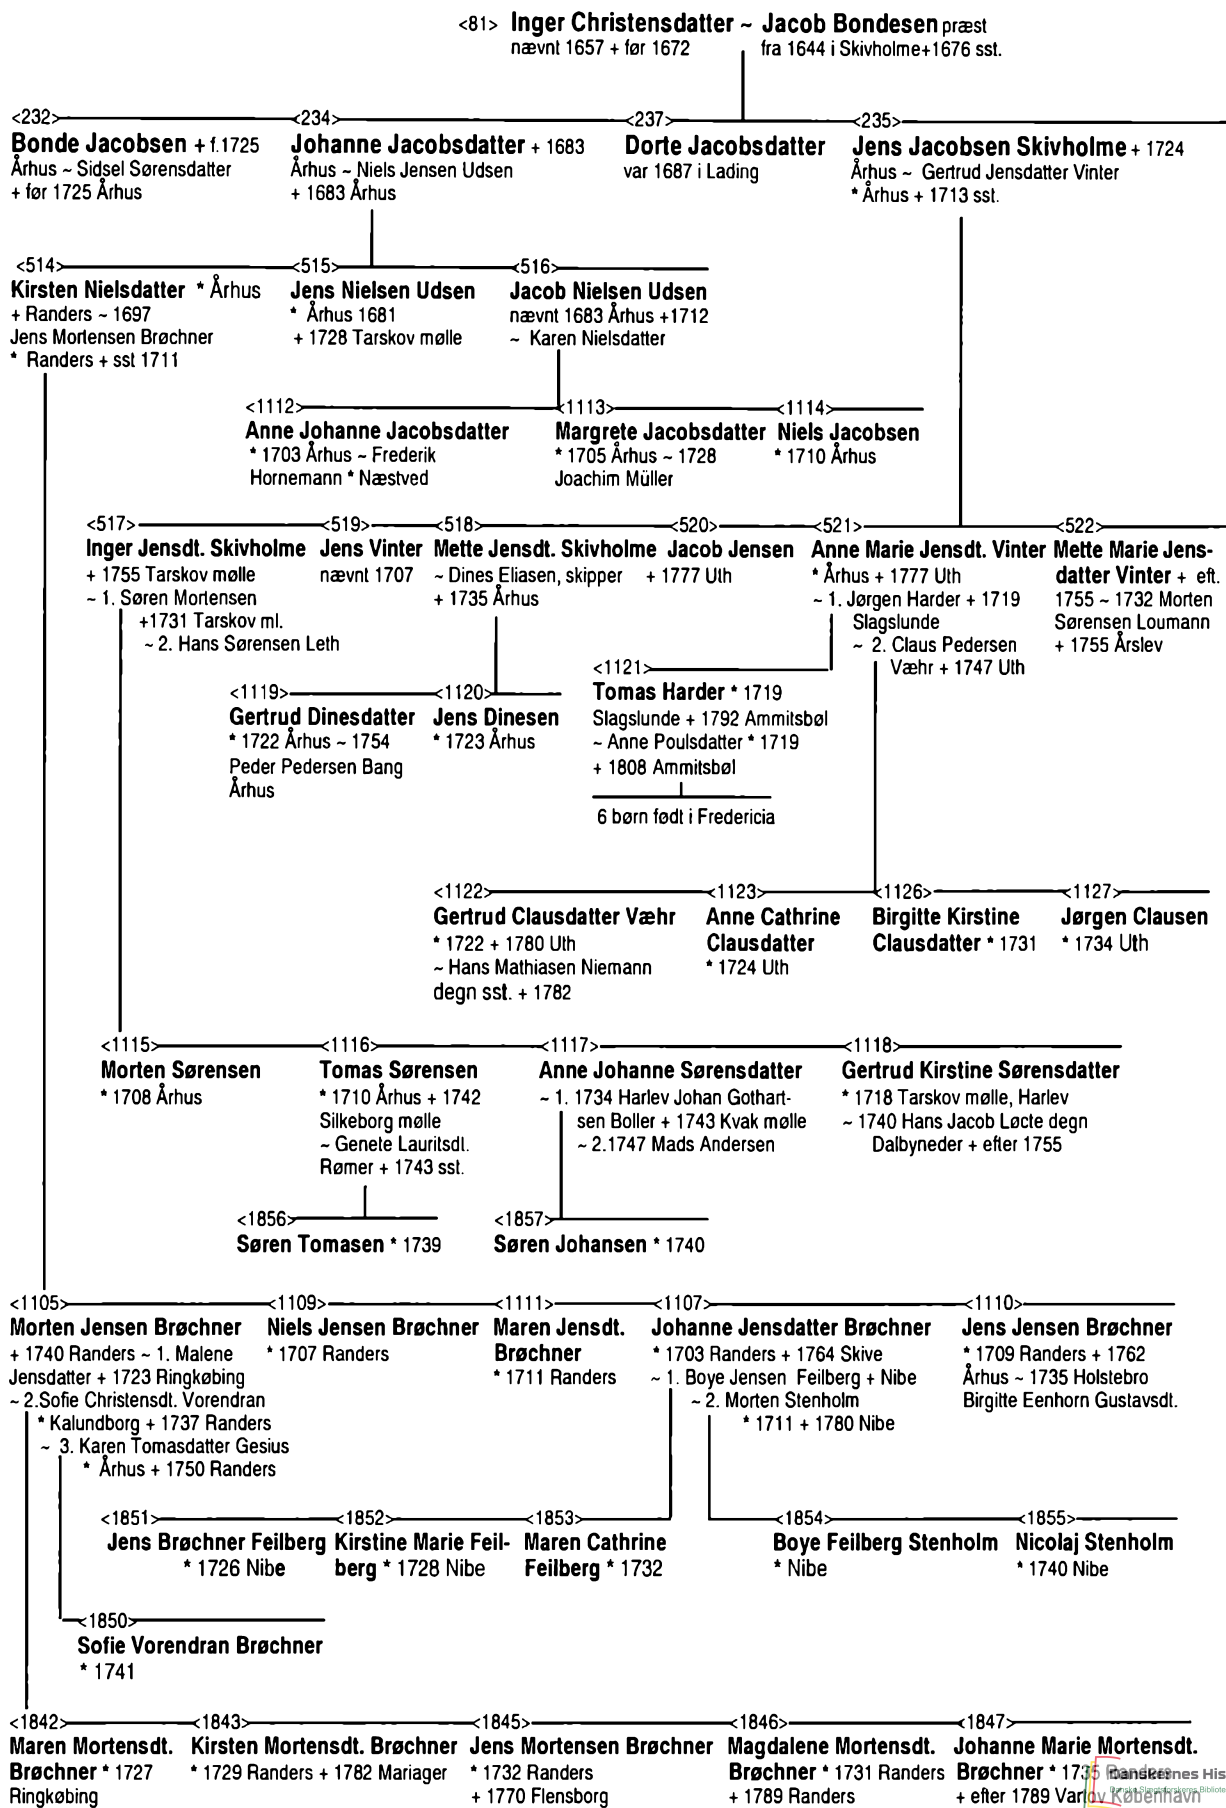 <81> Inger Christensdatter ~ Jacob Bondesen præst
nævnt 1657 + før 1672 fra 1644 i Skivholme+1676 sst.
<232> <234> <237> <235>
Bonde Jacobsen + f.1725
Århus ~ Sidsel Sørensdatter
+ før 1725 Århus
Johanne Jacobsdatter + 1683
Århus ~ Niels Jensen Udsen
+ 1683 Århus
Dorte Jacobsdatter
var 1687 i Lading
Jens Jacobsen Skivholme + 1724
Århus ~ Gertrud Jensdatter Vinter
* Århus + 1713 sst.
<514> <515> <516>
Kirsten Nielsdatter * Århus
+ Randers ~ 1697
Jens Mortensen Brøchner
* Randers + sst 1711
Jens Nielsen Udsen
* Århus 1681
+ 1728 Tarskov mølle
Jacob Nielsen Udsen
nævnt 1683 Århus +1712
~ Karen Nielsdatter
<1112> <1113> <1114>
Anne Johanne Jacobsdatter
* 1703 Århus ~ Frederik
Hornemann * Næstved
Margrete Jacobsdatter
* 1705 Århus ~ 1728
Joachim Müller
Niels Jacobsen
* 1710 Århus
<517> <519> <518> <520> <521> <522>
Inger Jensdt. Skivholme
+ 1755 Tarskov mølle
~ 1. Søren Mortensen
+1731 Tarskov ml.
~ 2. Hans Sørensen Leth
Jens Vinter
nævnt 1707
Mette Jensdt. Skivholme
~ Dines Eliasen, skipper
+ 1735 Århus
Jacob Jensen
+ 1777 Uth
Anne Marie Jensdt. Vinter
* Århus + 1777 Uth
~ 1. Jørgen Harder + 1719
Slagslunde
~ 2. Claus Pedersen
Væhr + 1747 Uth
Mette Marie Jens-
datter Vinter + eft.
1755 ~ 1732 Morten
Sørensen Loumann
+ 1755 Årslev
<1119> <1120>
Gertrud Dinesdatter
* 1722 Århus ~ 1754
Peder Pedersen Bang
Århus
Jens Dinesen
* 1723 Århus
<1121>
Tomas Harder * 1719
Slagslunde + 1792 Ammitsbøl
~ Anne Poulsdatter * 1719
+ 1808 Ammitsbøl
6 børn født i Fredericia
<1122> <1123> <1126> <1127>
Gertrud Clausdatter Væhr
* 1722 + 1780 Uth
~ Hans Mathiasen Niemann
degn sst. + 1782
Anne Cathrine
Clausdatter
* 1724 Uth
Birgitte Kirstine
Clausdatter * 1731
Jørgen Clausen
* 1734 Uth
<1115> <1116> <1117> <1118>
Morten Sørensen
* 1708 Århus
Tomas Sørensen
* 1710 Århus + 1742
Silkeborg mølle
~ Genete Lauritsdt.
Rømer + 1743 sst.
Anne Johanne Sørensdatter
~ 1. 1734 Harlev Johan Gothart-
sen Boller + 1743 Kvak mølle
~ 2.1747 Mads Andersen
Gertrud Kirstine Sørensdatter
* 1718 Tarskov mølle, Harlev
~ 1740 Hans Jacob Løcte degn
Dalbyneder + efter 1755
<1856> <1857>
Søren Tomasen * 1739
Søren Johansen * 1740
<1105> <1109> <1111> <1107> <1110>
Morten Jensen Brøchner
+ 1740 Randers ~ 1. Malene
Jensdatter + 1723 Ringkøbing
~ 2.Sofie Christensdt. Vorendran
* Kalundborg + 1737 Randers
~ 3. Karen Tomasdatter Gesius
* Århus + 1750 Randers
Niels Jensen Brøchner
* 1707 Randers
Maren Jensdt.
Brøchner
* 1711 Randers
Johanne Jensdatter Brøchner
* 1703 Randers + 1764 Skive
~ 1. Boye Jensen Feilberg + Nibe
~ 2. Morten Stenholm
* 1711 + 1780 Nibe
Jens Jensen Brøchner
* 1709 Randers + 1762
Århus ~ 1735 Holstebro
Birgitte Eenhorn Gustavsdt.
<1851> <1852> <1853> <1854> <1855>
Jens Brøchner Feilberg
* 1726 Nibe
Kirstine Marie Feil-
berg * 1728 Nibe
Maren Cathrine
Feilberg * 1732
Boye Feilberg Stenholm
* Nibe
Nicolaj Stenholm
* 1740 Nibe
<1850>
Sofie Vorendran Brøchner
* 1741
<1842> <1843> <1845> <1846> <1847>
Maren Mortensdt.
Brøchner * 1727
Ringkøbing
Kirsten Mortensdt. Brøchner
* 1729 Randers + 1782 Mariager
Jens Mortensen Brøchner
* 1732 Randers
+ 1770 Flensborg
Magdalene Mortensdt.
Brøchner * 1731 Randers
+ 1789 Randers
Johanne Marie Mortensdt.
Brøchner * 1735 Randers
+ efter 1789 Vartov København
Danskernes His